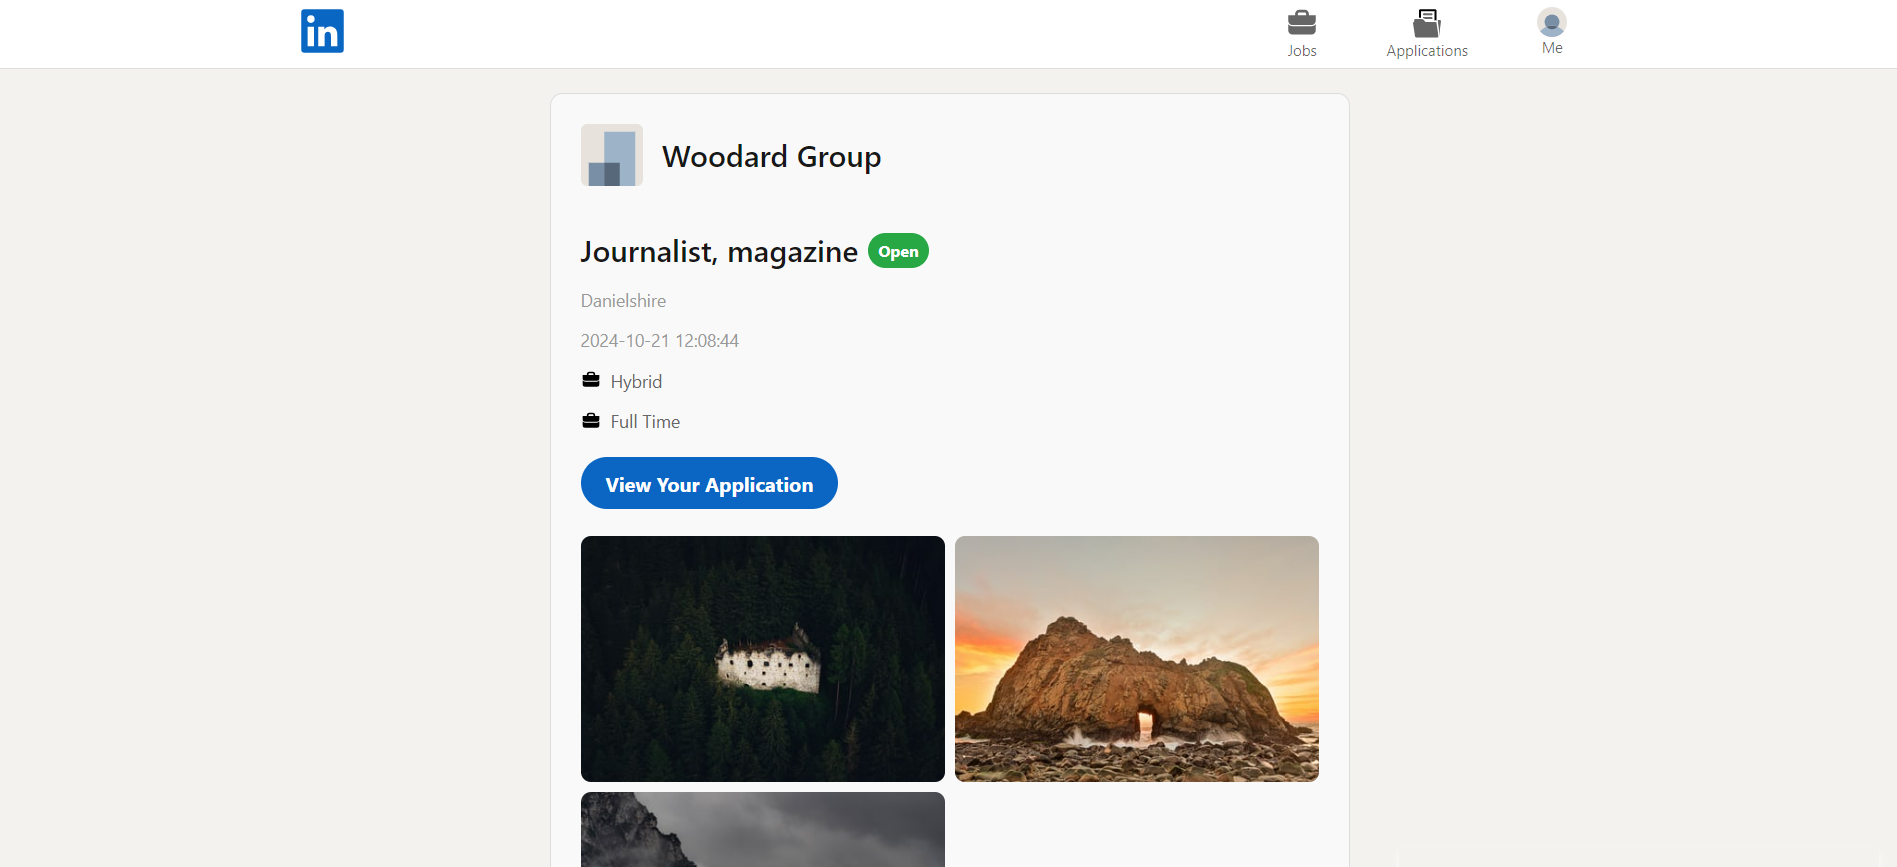 in
Jobs
Applications
Me
Woodard Group
Journalist, magazine Open
Danielshire
2024-10-21 12:08:44
Hybrid
Full Time
View Your Application